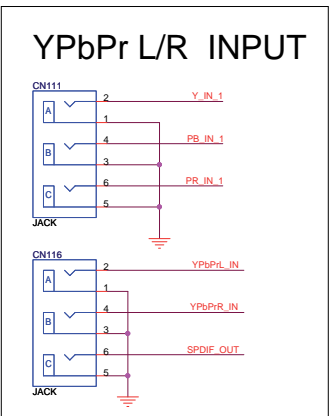 YPbPr L/R INPUT
CN111
A
2
Y_IN_1
1
B
4
PB_IN_1
3
C
6
PR_IN_1
5
JACK
CN116
A
2
YPbPrL_IN
1
B
4
YPbPrR_IN
3
C
6
SPDIF_OUT
5
JACK